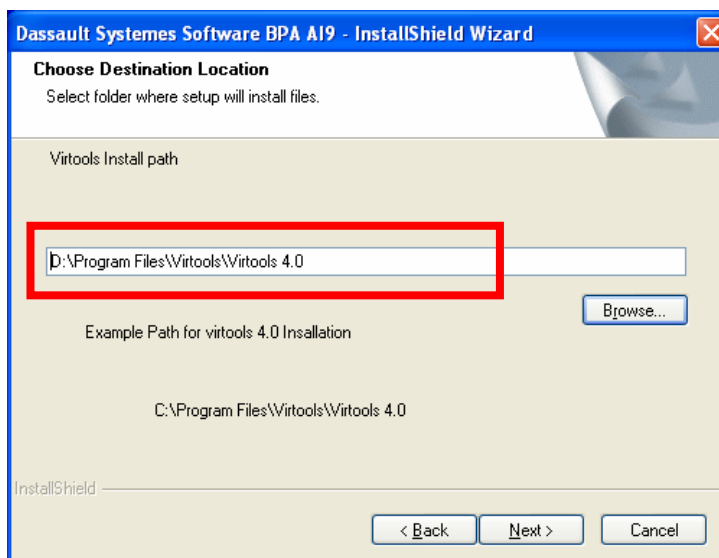 Dassault Systemes Software BPA AI9 - InstallShield Wizard
Choose Destination Location
Select folder where setup will install files.
Virtools Install path
D:\Program Files\Virtools\Virtools 4.0
Browse...
Example Path for virtools 4.0 Insallation
C:\Program Files\Virtools\Virtools 4.0
InstallShield
< Back Next > Cancel